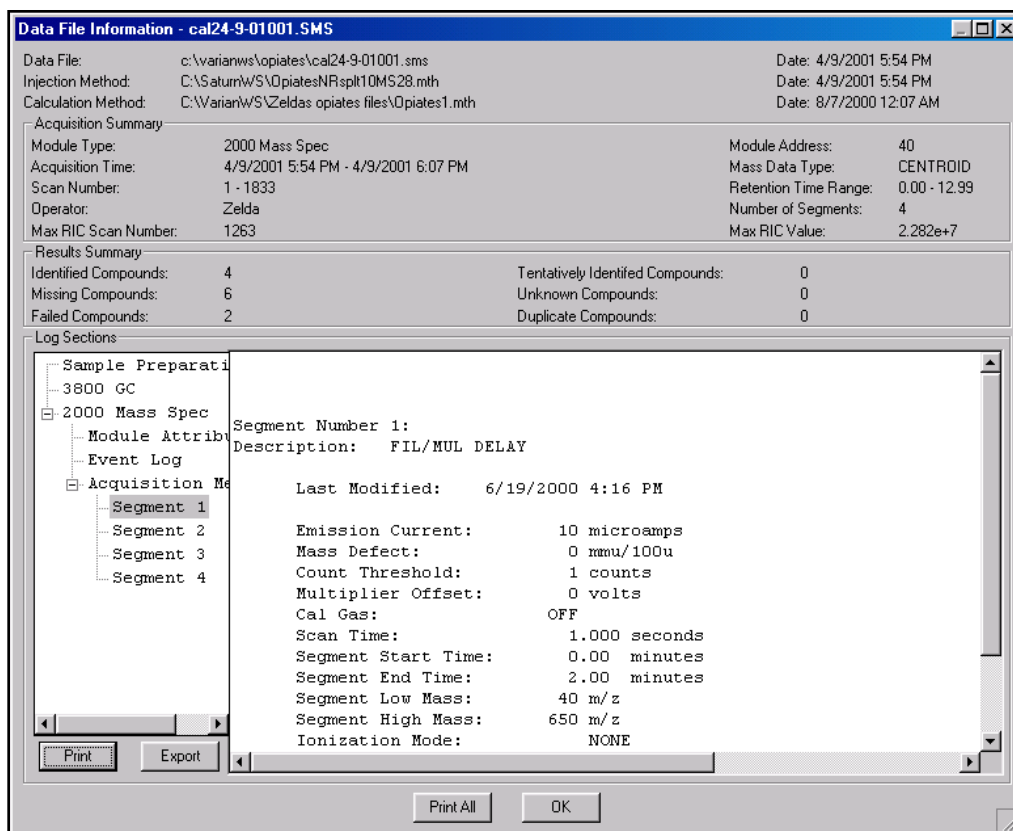 Data File Information - cal24-9-01001.SMS
Data File: c:\varianws\opiates\cal24-9-01001.sms Date: 4/9/2001 5:54 PM
Injection Method: C:\SaturnWS\OpiatesNRsplt10MS28.mth Date: 4/9/2001 5:54 PM
Calculation Method: C:\VarianWS\Zeldas opiates files\Opiates1.mth Date: 8/7/2000 12:07 AM
Acquisition Summary
Module Type: 2000 Mass Spec Module Address: 40
Acquisition Time: 4/9/2001 5:54 PM - 4/9/2001 6:07 PM Mass Data Type: CENTROID
Scan Number: 1 - 1833 Retention Time Range: 0.00 - 12.99
Operator: Zelda Number of Segments: 4
Max RIC Scan Number: 1263 Max RIC Value: 2.282e+7
Results Summary
Identified Compounds: 4 Tentatively Identifed Compounds: 0
Missing Compounds: 6 Unknown Compounds: 0
Failed Compounds: 2 Duplicate Compounds: 0
Log Sections
Sample Preparati
3800 GC
2000 Mass Spec
Module Attribu
Event Log
Acquisition Me
Segment 1
Segment 2
Segment 3
Segment 4
Segment Number 1:
Description: FIL/MUL DELAY
Last Modified: 6/19/2000 4:16 PM
Emission Current: 10 microamps
Mass Defect: 0 mmu/100u
Count Threshold: 1 counts
Multiplier Offset: 0 volts
Cal Gas: OFF
Scan Time: 1.000 seconds
Segment Start Time: 0.00 minutes
Segment End Time: 2.00 minutes
Segment Low Mass: 40 m/z
Segment High Mass: 650 m/z
Ionization Mode: NONE
Print Export
Print All OK